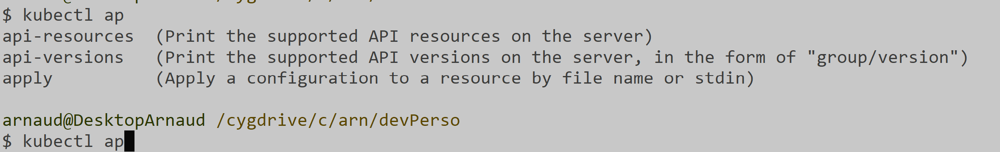 $ kubectl ap
api-resources  (Print the supported API resources on the server)
api-versions   (Print the supported API versions on the server, in the form of "group/version")
apply          (Apply a configuration to a resource by file name or stdin)
arnaud@DesktopArnaud /cygdrive/c/arn/devPerso
$ kubectl ap